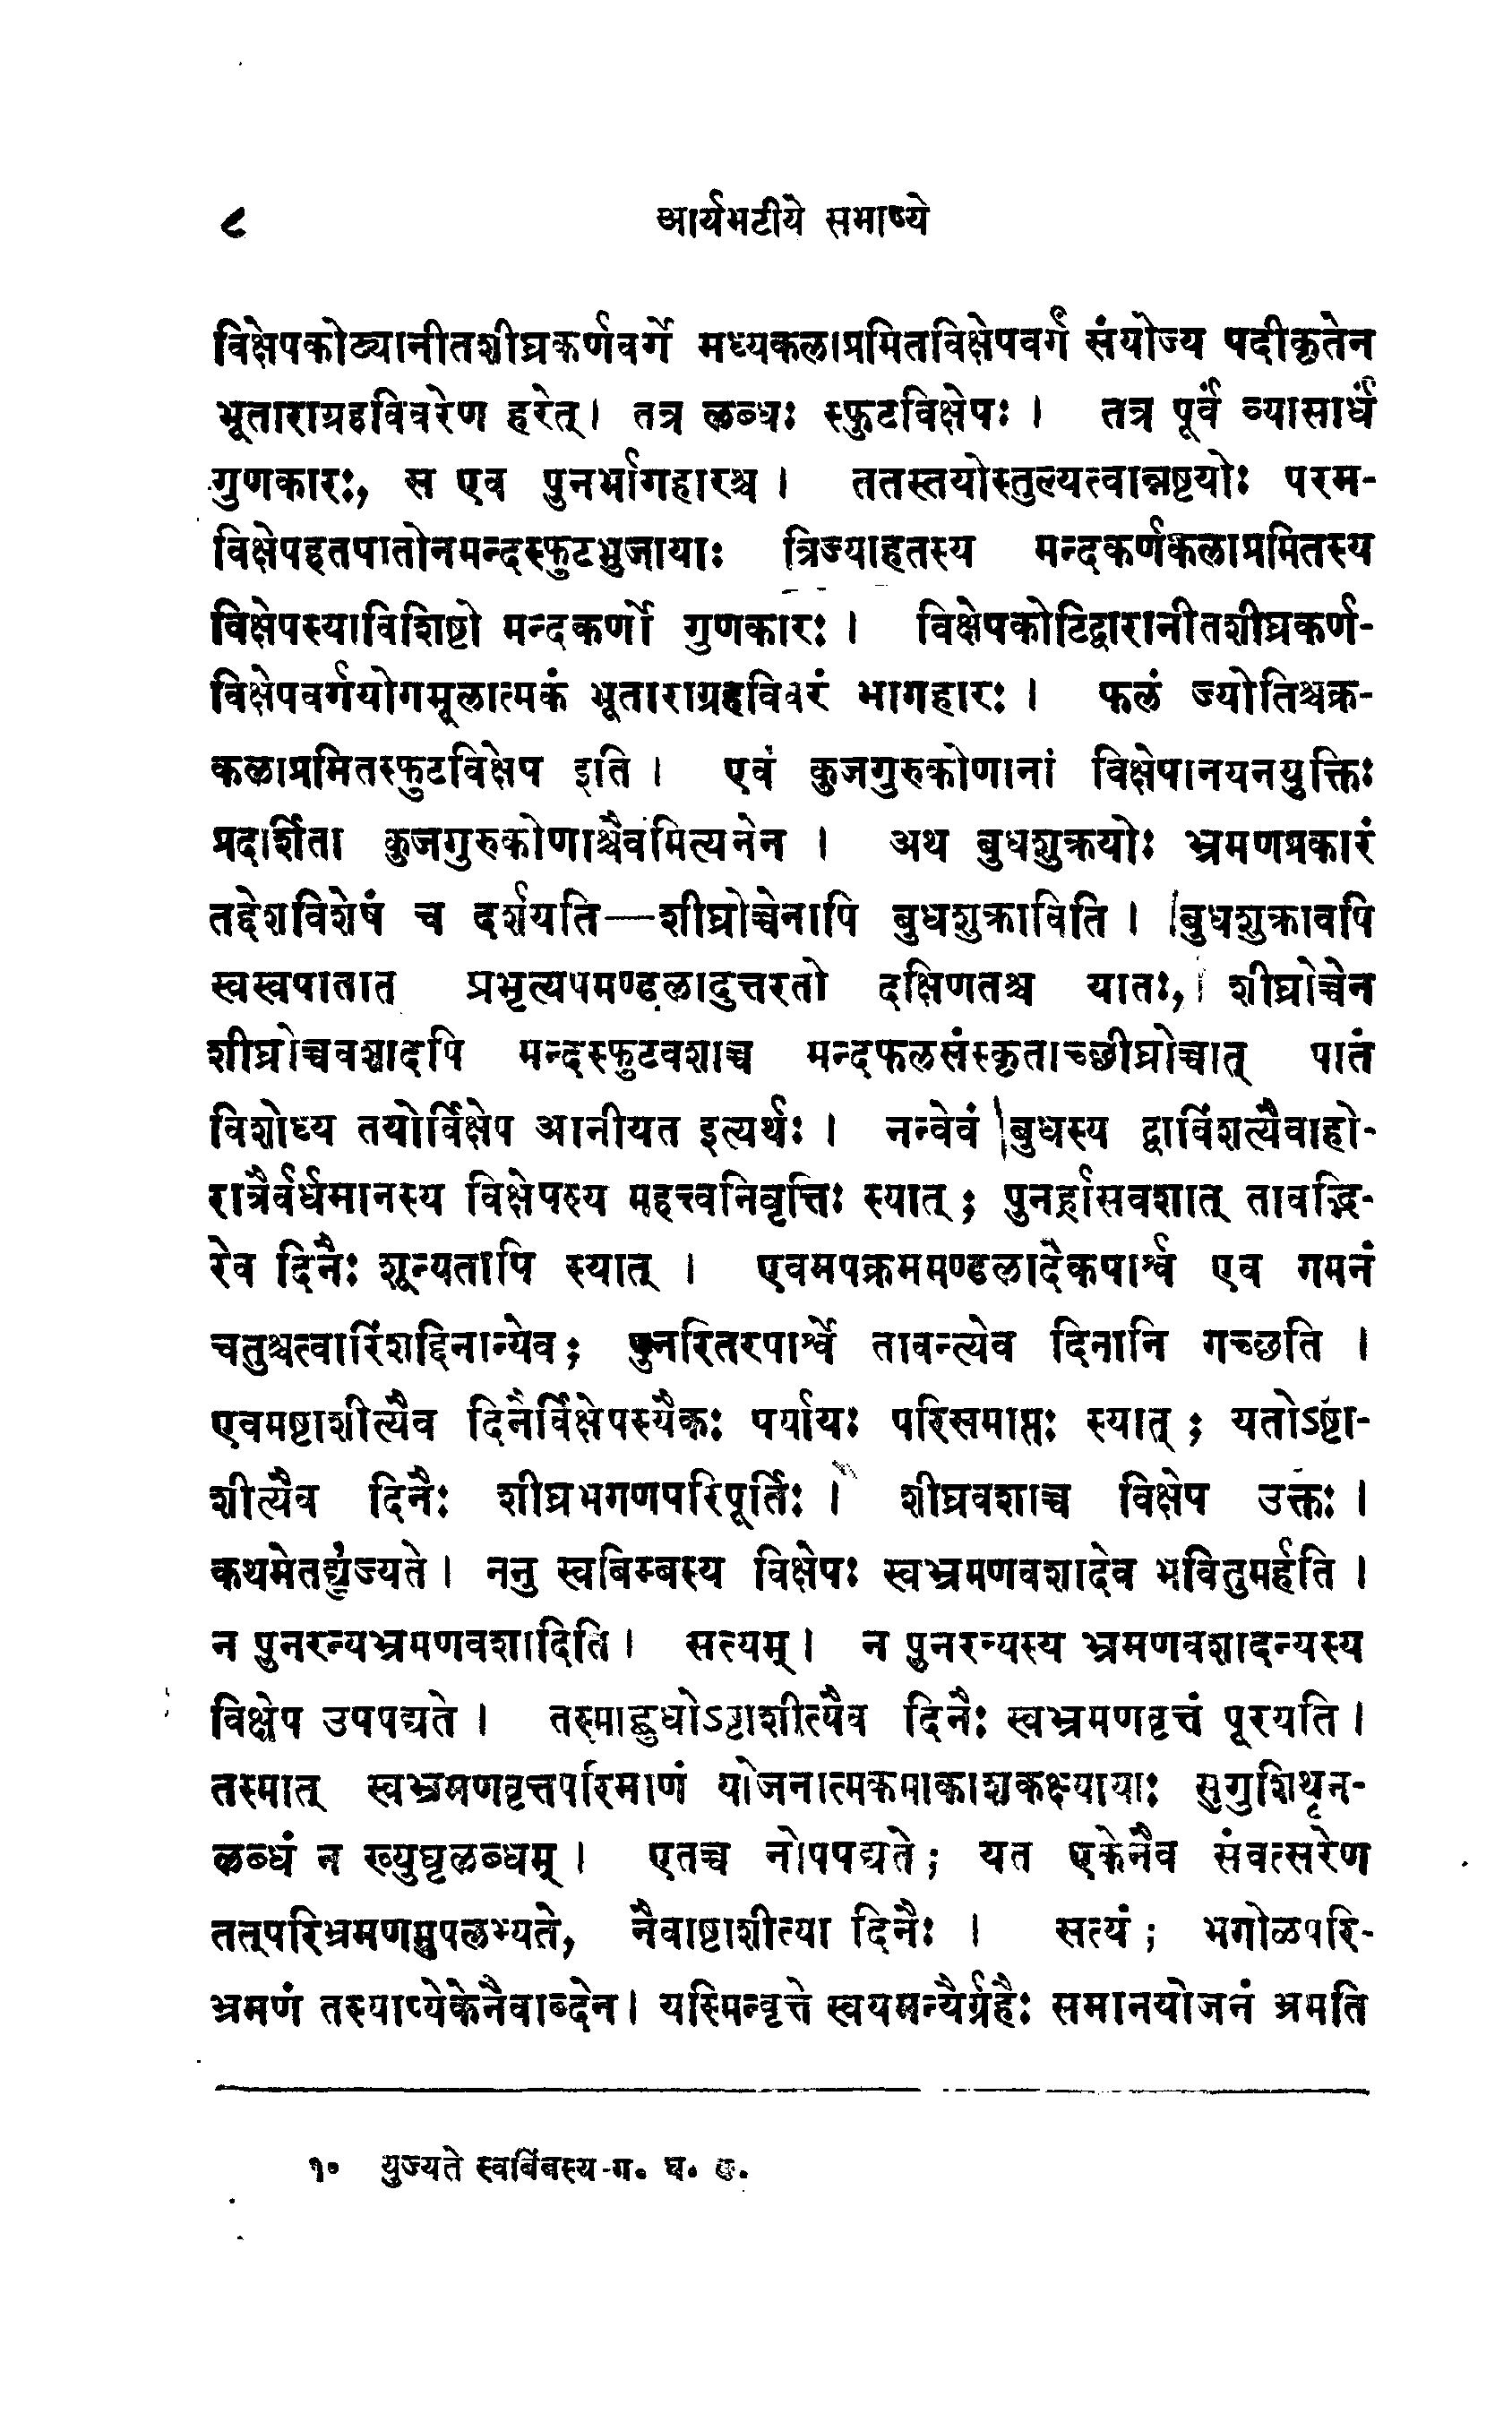 ८ आर्यभटीये सभाष्ये
विक्षेपकोट्यानीतशीघ्रकर्णवर्गे मध्यकलाप्रमितविक्षेपवर्गं संयोज्य पदीकृतेन
भूताराग्रहविवरेण हरेत्। तत्र लब्धः स्फुटविक्षेपः। तत्र पूर्वं व्यासार्धं
गुणकारः, स एव पुनर्भागहारश्च। ततस्तयोस्तुल्यत्वान्नष्टयोः परम-
विक्षेपहतपातोनमन्दस्फुटभुजायाः त्रिज्याहतस्य मन्दकर्णकलाप्रमितस्य
विक्षेपस्याविशिष्टो मन्दकर्णो गुणकारः। विक्षेपकोटिद्वारानीतशीघ्रकर्ण-
विक्षेपवर्गयोगमूलात्मकं भूताराग्रहविवरं भागहारः। फलं ज्योतिश्चक्र-
कलाप्रमितस्फुटविक्षेप इति। एवं कुजगुरुकोणानां विक्षेपानयनयुक्तिः
प्रदर्शिता कुजगुरुकोणाश्चैवमित्यनेन। अथ बुधशुक्रयोः भ्रमणप्रकारं
तद्देशविशेषं च दर्शयति—शीघ्रोच्चेनापि बुधशुक्राविति। बुधशुक्रावपि
स्वस्वपातात् प्रभृत्यपमण्डलादुत्तरतो दक्षिणतश्च यातः, शीघ्रोच्चेन
शीघ्रोच्चवशादपि मन्दस्फुटवशाच्च मन्दफलसंस्कृताच्छीघ्रोच्चात् पातं
विशोध्य तयोर्विक्षेप आनीयत इत्यर्थः। नन्वेवं बुधस्य द्वाविंशत्यैवाहो-
रात्रैर्वर्धमानस्य विक्षेपस्य महत्त्वनिवृत्तिः स्यात्; पुनर्ह्रासवशात् तावद्भि-
रेव दिनैः शून्यतापि स्यात्। एवमपक्रममण्डलादेकपार्श्व एव गमनं
चतुश्चत्वारिंशद्दिनान्येव; पुनरितरपार्श्वे तावन्त्येव दिनानि गच्छति।
एवमष्टाशीत्यैव दिनैर्विक्षेपस्यैकः पर्यायः परिसमाप्तः स्यात्; यतोऽष्टा-
शीत्यैव दिनैः शीघ्रभगणपरिपूर्तिः। शीघ्रवशाच्च विक्षेप उक्तः।
कथमेतद्युज्यते। ननु स्वबिम्बस्य विक्षेपः स्वभ्रमणवशादेव भवितुमर्हति।
न पुनरन्यभ्रमणवशादिति। सत्यम्। न पुनरन्यस्य भ्रमणवशादन्यस्य
विक्षेप उपपद्यते। तस्माद्बुधोऽष्टाशीत्यैव दिनैः स्वभ्रमणवृत्तं पूरयति।
तस्मात् स्वभ्रमणवृत्तपरिमाणं योजनात्मकमाकाशकक्ष्यायाः सुगुशिथृन-
लब्धं न ख्युघृलब्धम्। एतच्च नोपपद्यते; यत एकेनैव संवत्सरेण
तत्परिभ्रमणमुपलभ्यते, नैवाष्टाशीत्या दिनैः। सत्यं; भगोळपरि-
भ्रमणं तस्याप्येकेनैवाब्देन। यस्मिन्वृत्ते स्वयमन्यैर्ग्रहैः समानयोजनं भ्रमति
१० युज्यते स्वबिंबस्य-ग. घ. ङ.